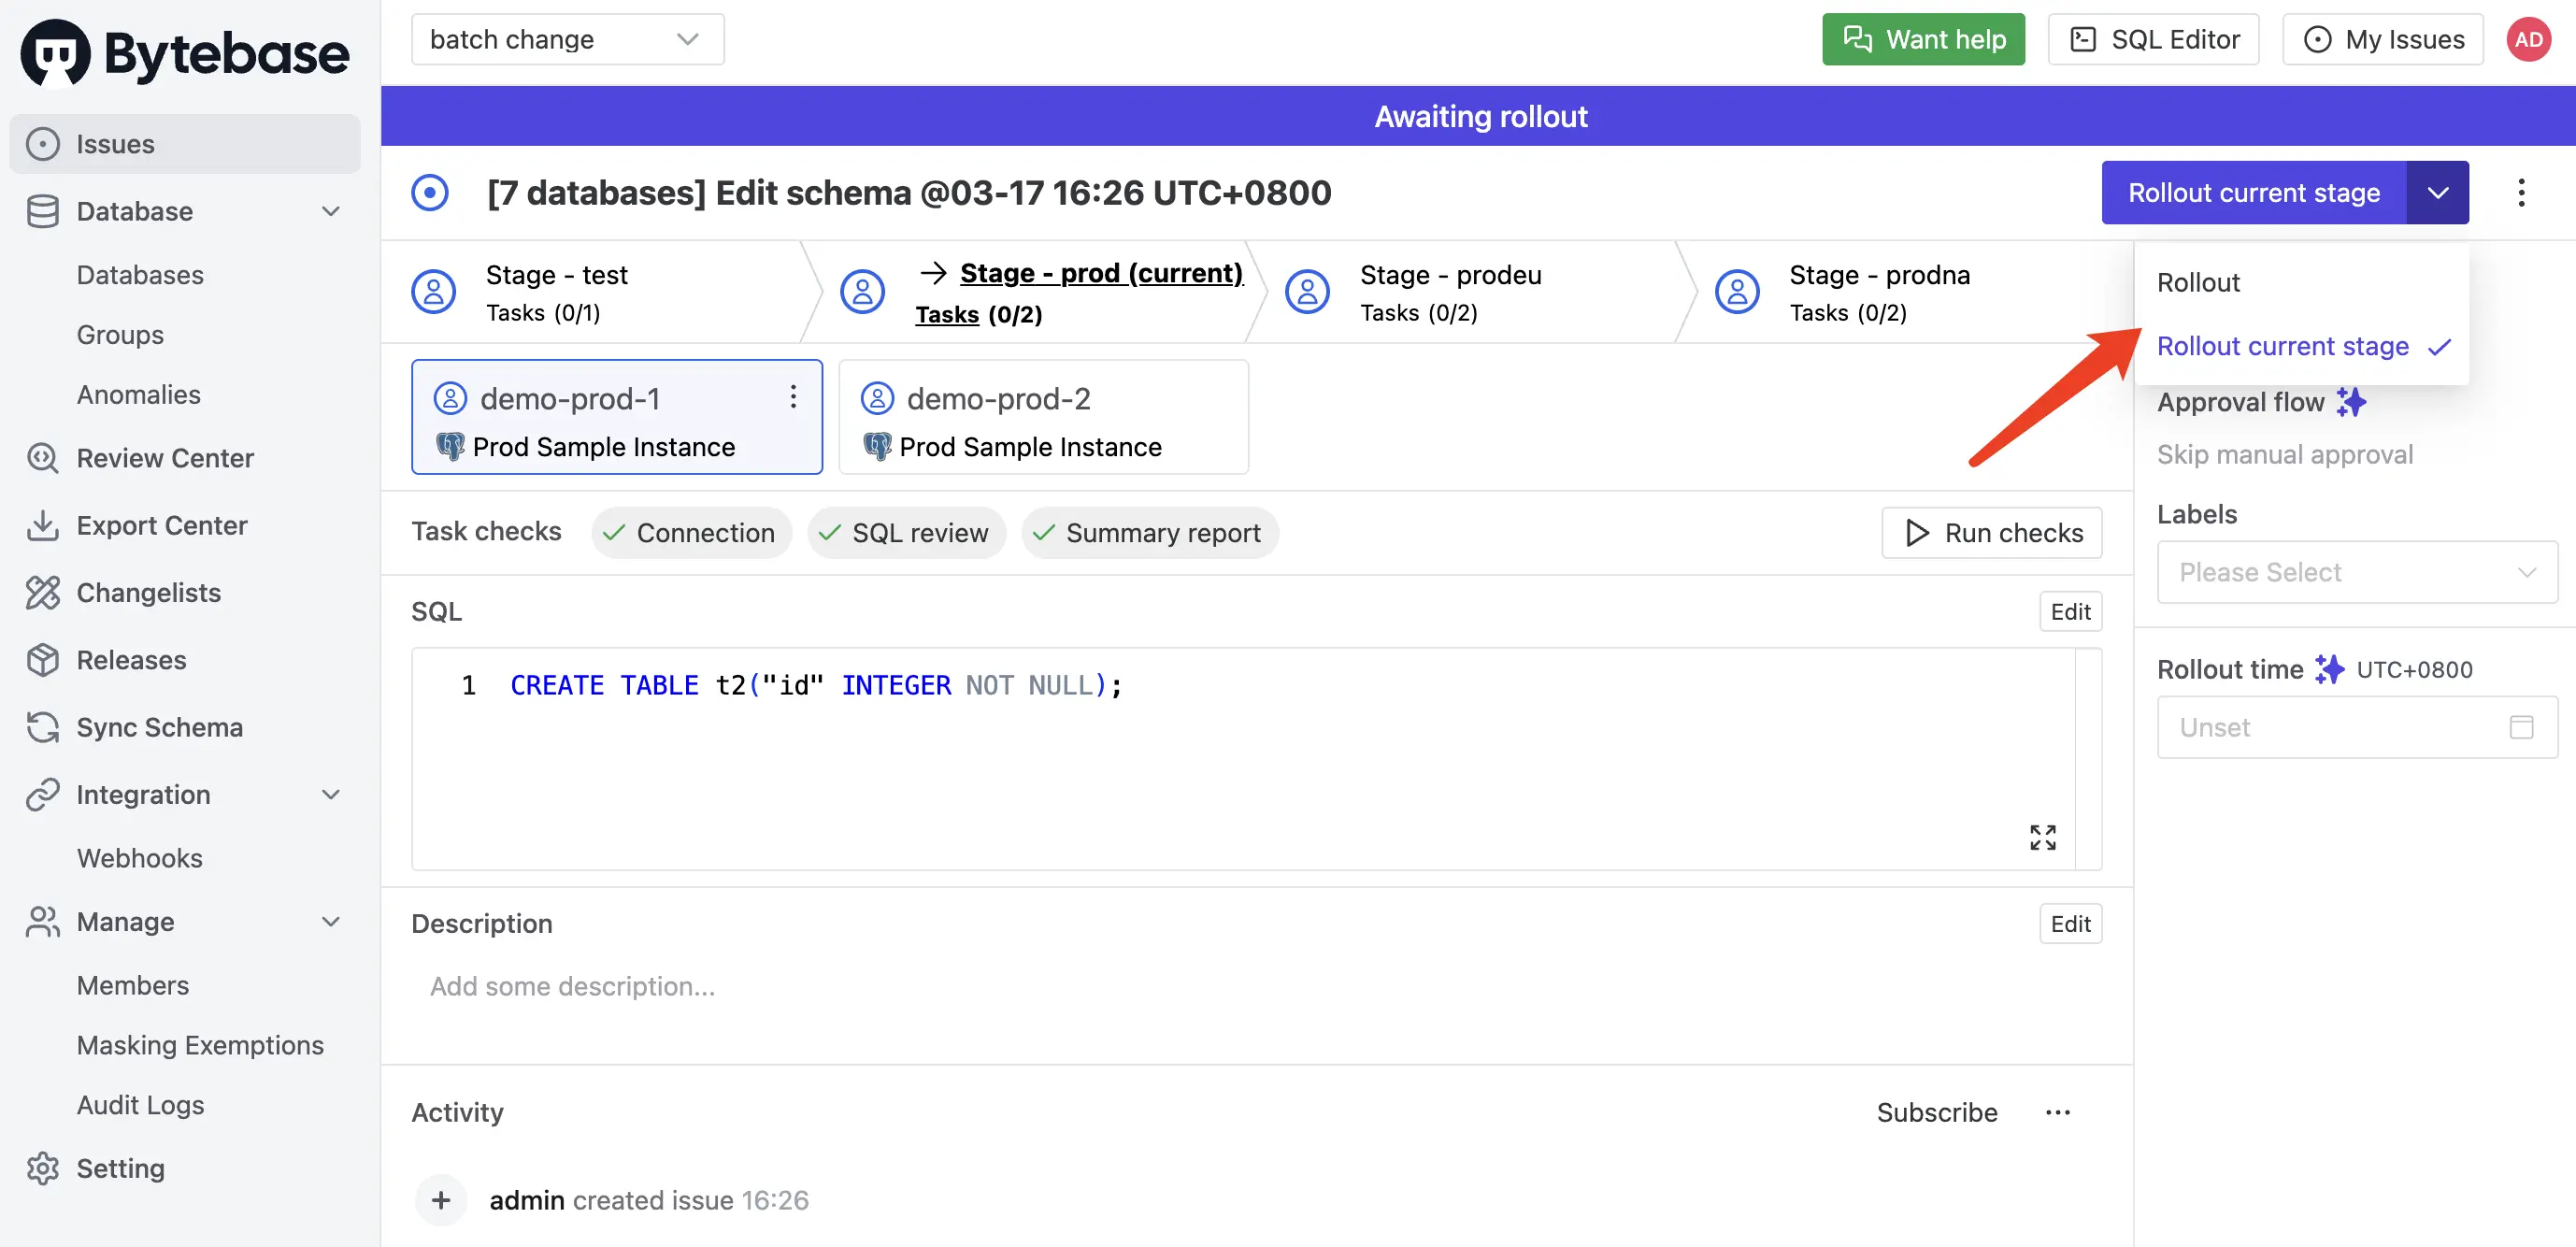 Bytebase
batch change
Want help
SQL Editor
My Issues
AD
Issues
Database
Databases
Groups
Anomalies
Review Center
Export Center
Changelists
Releases
Sync Schema
Integration
Webhooks
Manage
Members
Masking Exemptions
Audit Logs
Setting
Awaiting rollout
[7 databases] Edit schema @03-17 16:26 UTC+0800
Rollout current stage
Rollout
Rollout current stage
Stage - test
Tasks (0/1)
→ Stage - prod (current)
Tasks (0/2)
Stage - prodeu
Tasks (0/2)
Stage - prodna
Tasks (0/2)
demo-prod-1
Prod Sample Instance
demo-prod-2
Prod Sample Instance
Task checks
Connection
SQL review
Summary report
Run checks
SQL
Edit
1 CREATE TABLE t2("id" INTEGER NOT NULL);
Description
Edit
Add some description...
Activity
Subscribe
admin created issue 16:26
Approval flow
Skip manual approval
Labels
Please Select
Rollout time UTC+0800
Unset